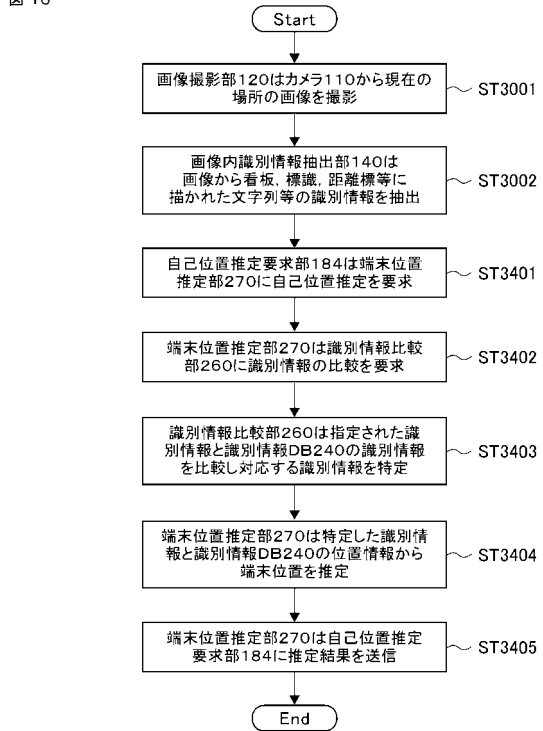 Start
画像撮影部120はカメラ110から現在の
場所の画像を撮影
ST3001
画像内識別情報抽出部140は
画像から看板，標識，距離標等に
描かれた文字列等の識別情報を抽出
ST3002
自己位置推定要求部184は端末位置
推定部270に自己位置推定を要求
ST3401
端末位置推定部270は識別情報比較
部260に識別情報の比較を要求
ST3402
識別情報比較部260は指定された識
別情報と識別情報DB240の識別情報
を比較し対応する識別情報を特定
ST3403
端末位置推定部270は特定した識別情
報と識別情報DB240の位置情報から
端末位置を推定
ST3404
端末位置推定部270は自己位置推定
要求部184に推定結果を送信
ST3405
End